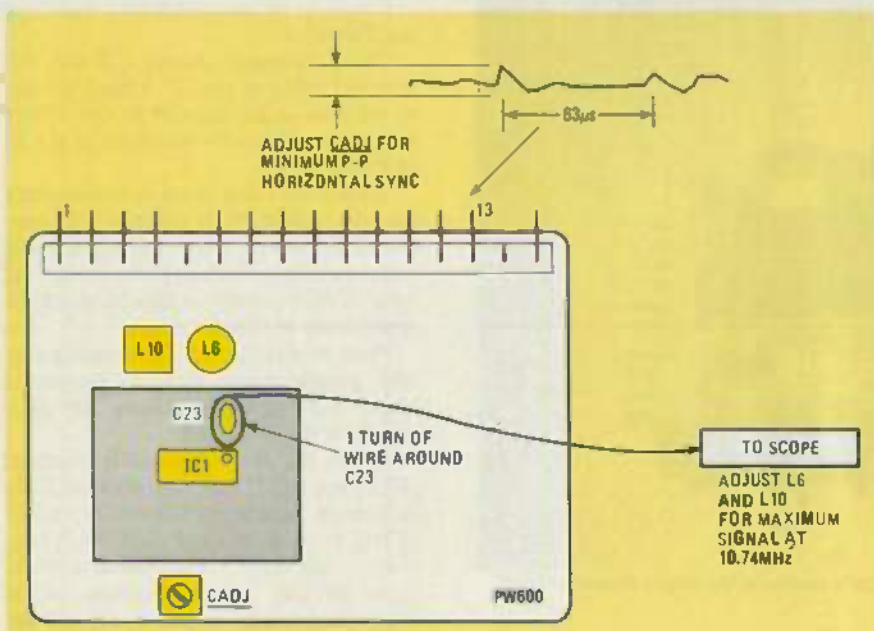 63µs
ADJUST CADJ FOR
MINIMUM P-P
HORIZONTAL SYNC
1
13
L10
L6
C23
1 TURN OF
WIRE AROUND
C23
IC1
TO SCOPE
ADJUST L6
AND L10
FOR MAXIMUM
SIGNAL AT
10.74MHz
CADJ
PW600